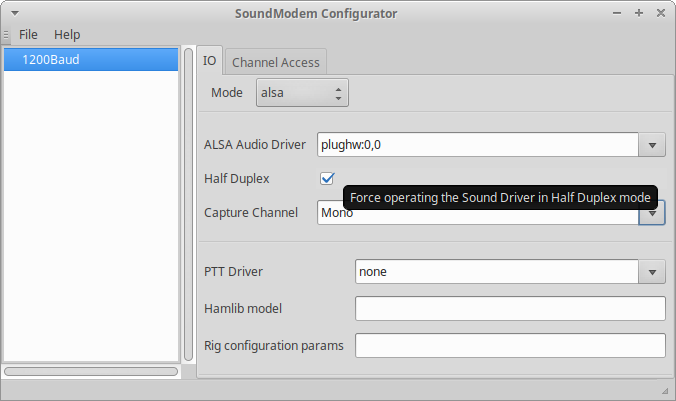 SoundModem Configurator
File Help
1200Baud
IO Channel Access
Mode alsa
ALSA Audio Driver plughw:0,0
Half Duplex
Force operating the Sound Driver in Half Duplex mode
Capture Channel Mono
PTT Driver none
Hamlib model
Rig configuration params